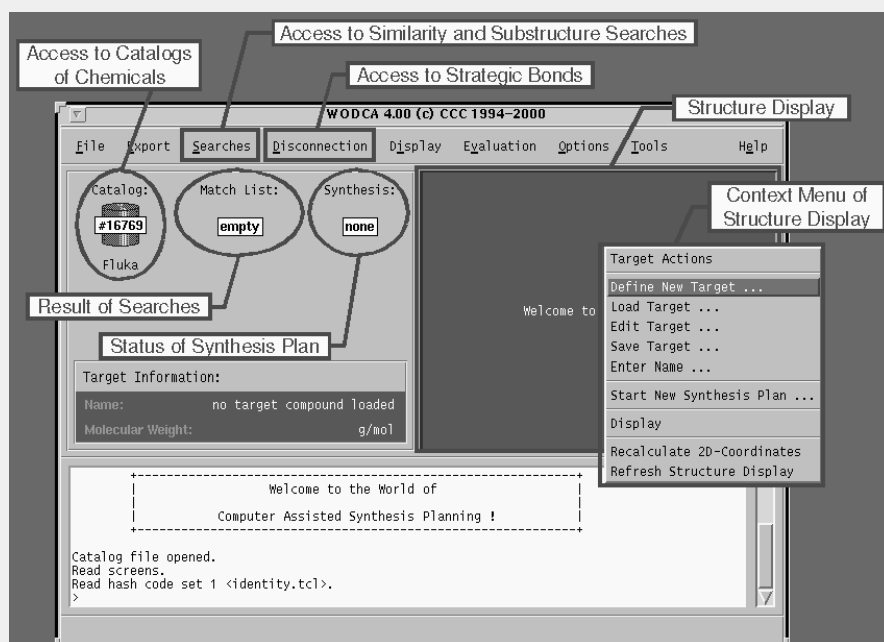 Access to Similarity and Substructure Searches
Access to Catalogs
of Chemicals
Access to Strategic Bonds
Structure Display
WODCA 4.00 (c) CCC 1994-2000
File Export Searches Disconnection Display Evaluation Options Tools Help
Catalog: Match List: Synthesis:
#16769 empty none
Fluka
Context Menu of
Structure Display
Target Actions
Define New Target ...
Load Target ...
Edit Target ...
Save Target ...
Enter Name ...
Start New Synthesis Plan ...
Display
Recalculate 2D-Coordinates
Refresh Structure Display
Welcome to
Result of Searches
Status of Synthesis Plan
Target Information:
Name: no target compound loaded
Molecular Weight: g/mol
Welcome to the World of
Computer Assisted Synthesis Planning !
Catalog file opened.
Read screens.
Read hash code set 1 <identity.tcl>.
>